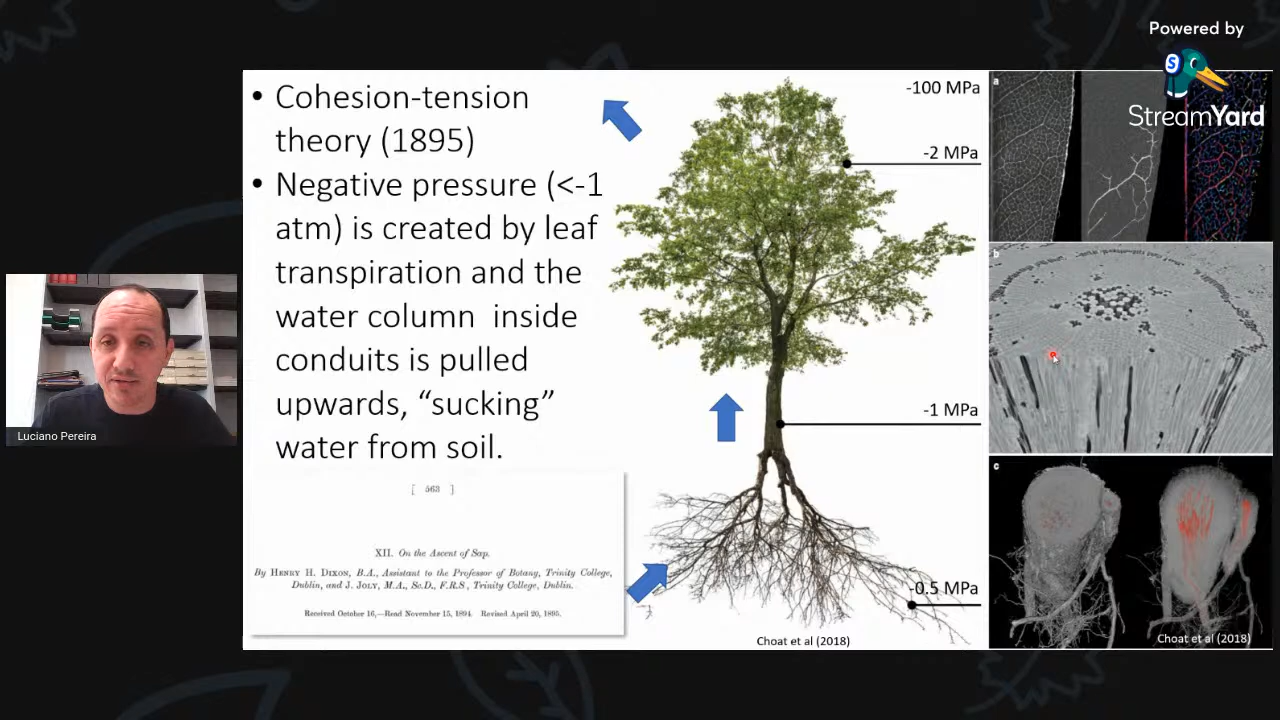 Powered by
StreamYard
• Cohesion-tension
theory (1895)
• Negative pressure (<-1
atm) is created by leaf
transpiration and the
water column inside
conduits is pulled
upwards, “sucking”
water from soil.
[ 563 ]
XII. On the Ascent of Sap.
By HENRY H. DIXON, B.A., Assistant to the Professor of Botany, Trinity College,
Dublin, and J. JOLY, M.A., Sc.D., F.R.S., Trinity College, Dublin.
Received October 16,—Read November 15, 1894. Revised April 20, 1895.
-100 MPa
-2 MPa
-1 MPa
-0.5 MPa
Choat et al (2018)
a
b
c
Choat et al (2018)
Luciano Pereira